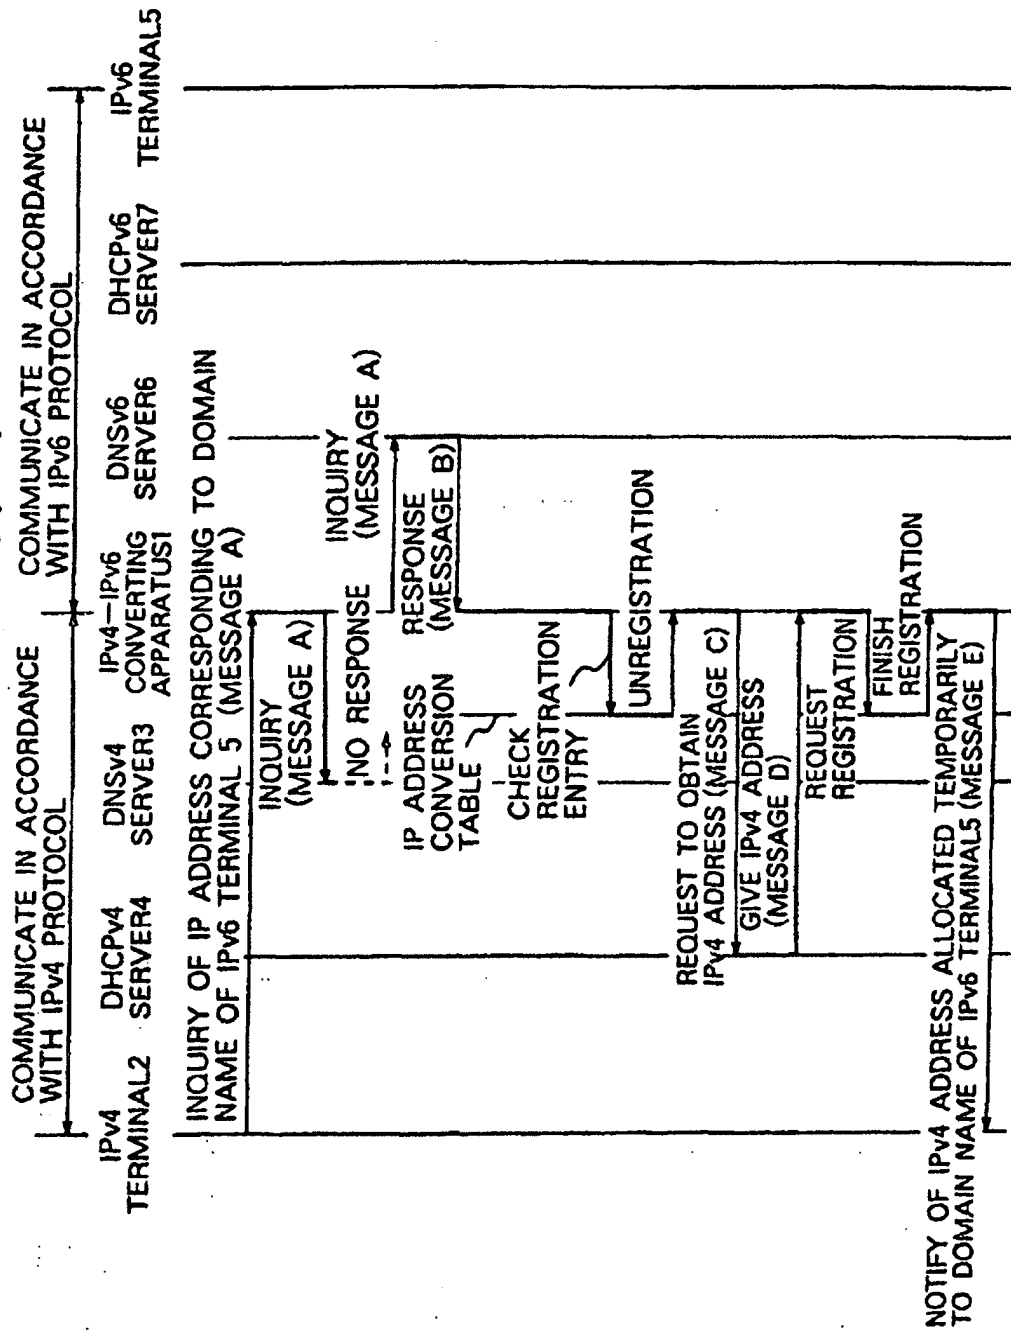 COMMUNICATE IN ACCORDANCE
WITH IPv4 PROTOCOL
COMMUNICATE IN ACCORDANCE
WITH IPv6 PROTOCOL
IPv4
TERMINAL2
DHCPv4
SERVER4
DNSv4
SERVER3
IPv4-IPv6
CONVERTING
APPARATUS1
DNSv6
SERVER6
DHCPv6
SERVER7
IPv6
TERMINAL5
INQUIRY OF IP ADDRESS CORRESPONDING TO DOMAIN
NAME OF IPv6 TERMINAL 5 (MESSAGE A)
INQUIRY
(MESSAGE A)
NO RESPONSE
INQUIRY
(MESSAGE A)
RESPONSE
(MESSAGE B)
IP ADDRESS
CONVERSION
TABLE
CHECK
REGISTRATION
ENTRY
UNREGISTRATION
REQUEST TO OBTAIN
IPv4 ADDRESS (MESSAGE C)
GIVE IPv4 ADDRESS
(MESSAGE D)
REQUEST
REGISTRATION
FINISH
REGISTRATION
NOTIFY OF IPv4 ADDRESS ALLOCATED TEMPORARILY
TO DOMAIN NAME OF IPv6 TERMINAL5 (MESSAGE E)